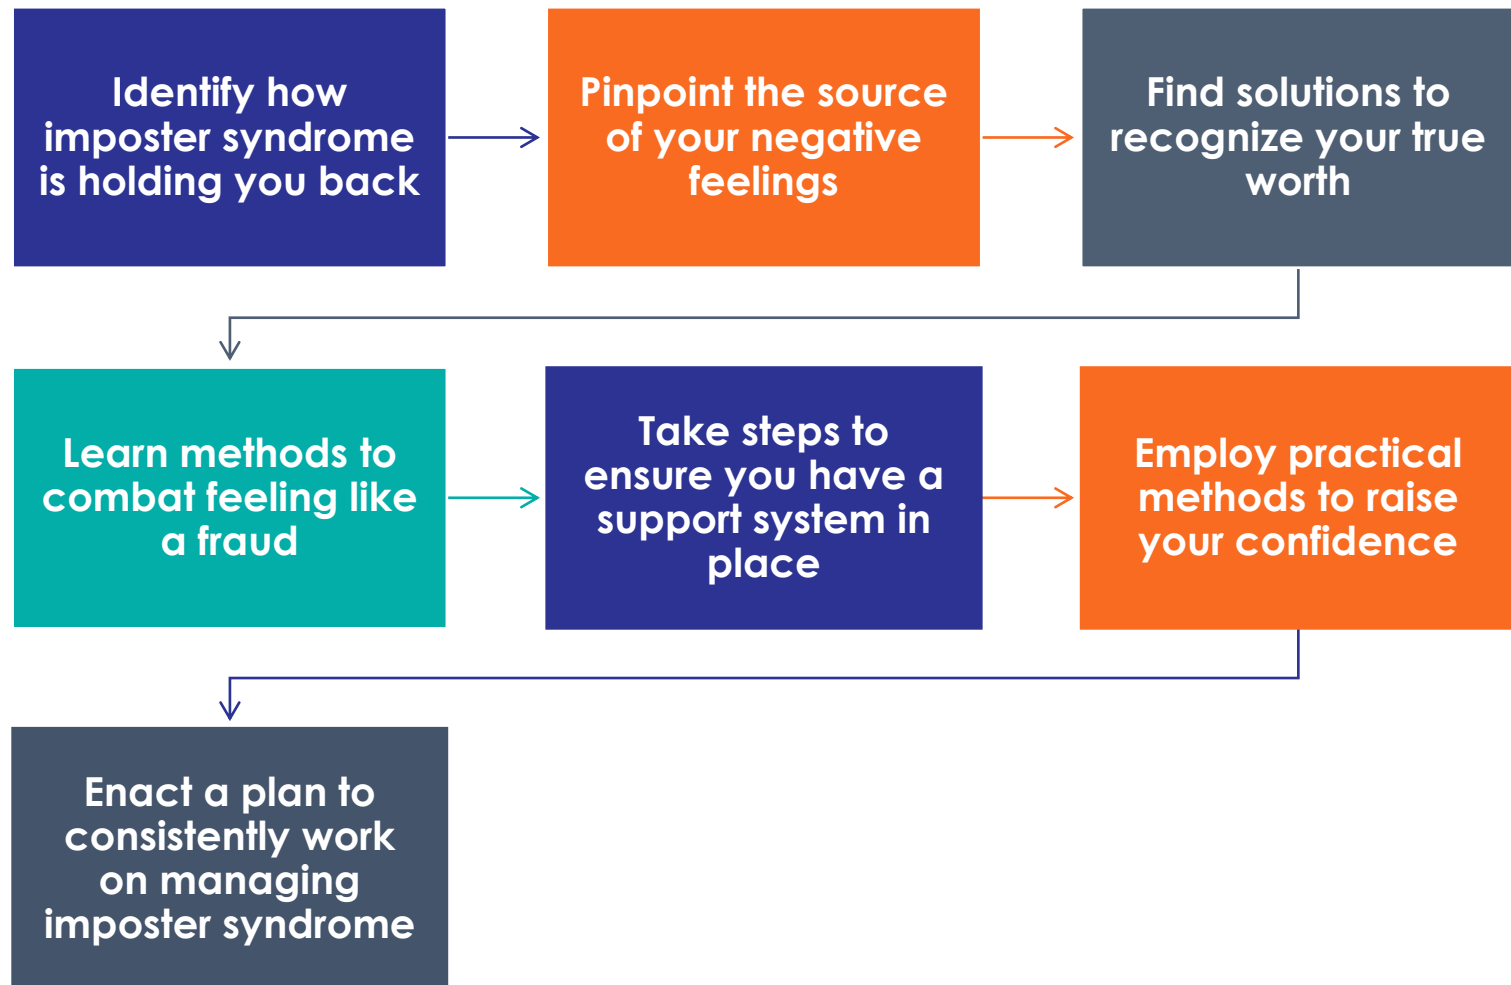 Identify how
imposter syndrome
is holding you back
Pinpoint the source
of your negative
feelings
Find solutions to
recognize your true
worth
Learn methods to
combat feeling like
a fraud
Take steps to
ensure you have a
support system in
place
Employ practical
methods to raise
your confidence
Enact a plan to
consistently work
on managing
imposter syndrome